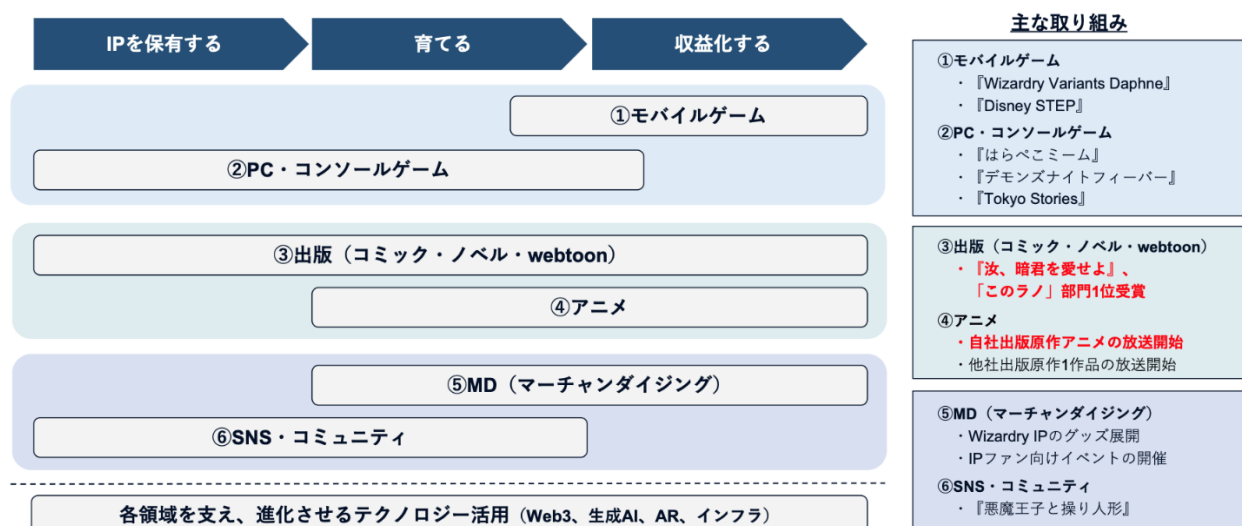 IPを保有する
育てる
収益化する
①モバイルゲーム
②PC・コンソールゲーム
③出版（コミック・ノベル・webtoon）
④アニメ
⑤MD（マーチャンダイジング）
⑥SNS・コミュニティ
各領域を支え、進化させるテクノロジー活用（Web3、生成AI、AR、インフラ）
主な取り組み
①モバイルゲーム
・『Wizardry Variants Daphne』
・『Disney STEP』
②PC・コンソールゲーム
・『はらぺこミーム』
・『デモンズナイトフィーバー』
・『Tokyo Stories』
③出版（コミック・ノベル・webtoon）
・『汝、暗君を愛せよ』、
「このラノ」部門1位受賞
④アニメ
・自社出版原作アニメの放送開始
・他社出版原作1作品の放送開始
⑤MD（マーチャンダイジング）
・Wizardry IPのグッズ展開
・IPファン向けイベントの開催
⑥SNS・コミュニティ
・『悪魔王子と操り人形』